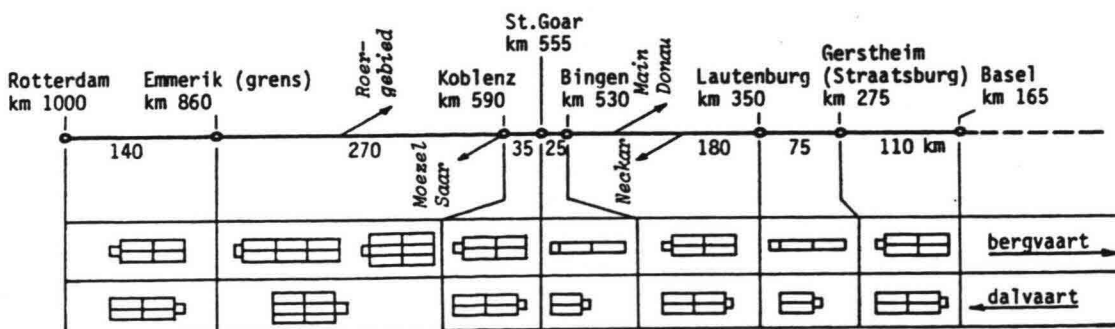 St.Goar
km 555
Rotterdam
km 1000
Emmerik (grens)
km 860
Roer-
gebied
Koblenz
km 590
Bingen
km 530
Main
Donau
Lautenburg
km 350
Gerstheim
(Straatsburg)
km 275
Basel
km 165
140
270
35
25
180
75
110 km
Moezel
Saar
Neckar
bergvaart
dalvaart